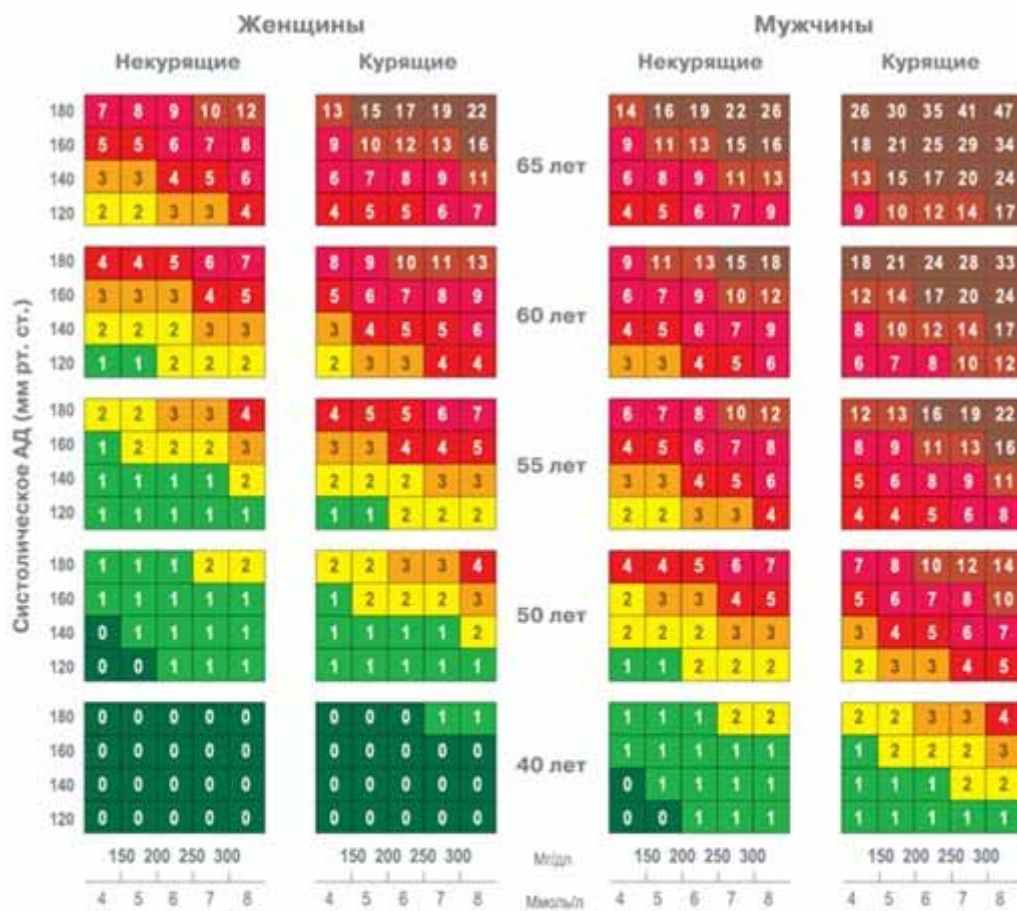 Женщины Мужчины
Некурящие Курящие Некурящие Курящие
Систолическое АД (мм рт. ст.)
180 7 8 9 10 12 13 15 17 19 22 14 16 19 22 26 26 30 35 41 47
160 5 5 6 7 8 9 10 12 13 16 9 11 13 15 16 18 21 25 29 34
65 лет
140 3 3 4 5 6 6 7 8 9 11 6 8 9 11 13 13 15 17 20 24
120 2 2 3 3 4 4 5 5 6 7 4 5 6 7 9 9 10 12 14 17
180 4 4 5 6 7 8 9 10 11 13 9 11 13 15 18 18 21 24 28 33
160 3 3 3 4 5 5 6 7 8 9 6 7 9 10 12 12 14 17 20 24
60 лет
140 2 2 2 3 3 3 4 5 5 6 4 5 6 7 9 8 10 12 14 17
120 1 1 2 2 2 2 3 3 4 4 3 3 4 5 6 6 7 8 10 12
180 2 2 3 3 4 4 5 5 6 7 6 7 8 10 12 12 13 16 19 22
160 1 2 2 2 3 3 3 4 4 5 4 5 6 7 8 8 9 11 13 16
55 лет
140 1 1 1 1 2 2 2 2 3 3 3 3 4 5 6 5 6 8 9 11
120 1 1 1 1 1 1 1 2 2 2 2 2 3 3 4 4 4 5 6 8
180 1 1 1 2 2 2 2 3 3 4 4 4 5 6 7 7 8 10 12 14
160 1 1 1 1 1 1 2 2 2 3 2 3 3 4 5 5 6 7 8 10
50 лет
140 0 1 1 1 1 1 1 1 1 2 2 2 2 3 3 3 4 5 6 7
120 0 0 1 1 1 1 1 1 1 1 1 1 2 2 2 2 3 3 4 5
180 0 0 0 0 0 0 0 0 1 1 1 1 1 2 2 2 2 3 3 4
160 0 0 0 0 0 0 0 0 0 0 1 1 1 1 1 1 2 2 2 3
40 лет
140 0 0 0 0 0 0 0 0 0 0 0 1 1 1 1 1 1 1 2 2
120 0 0 0 0 0 0 0 0 0 0 0 0 1 1 1 1 1 1 1 1
150 200 250 300 150 200 250 300 Мг/дл 150 200 250 300 150 200 250 300
4 5 6 7 8 4 5 6 7 8 Ммоль/л 4 5 6 7 8 4 5 6 7 8